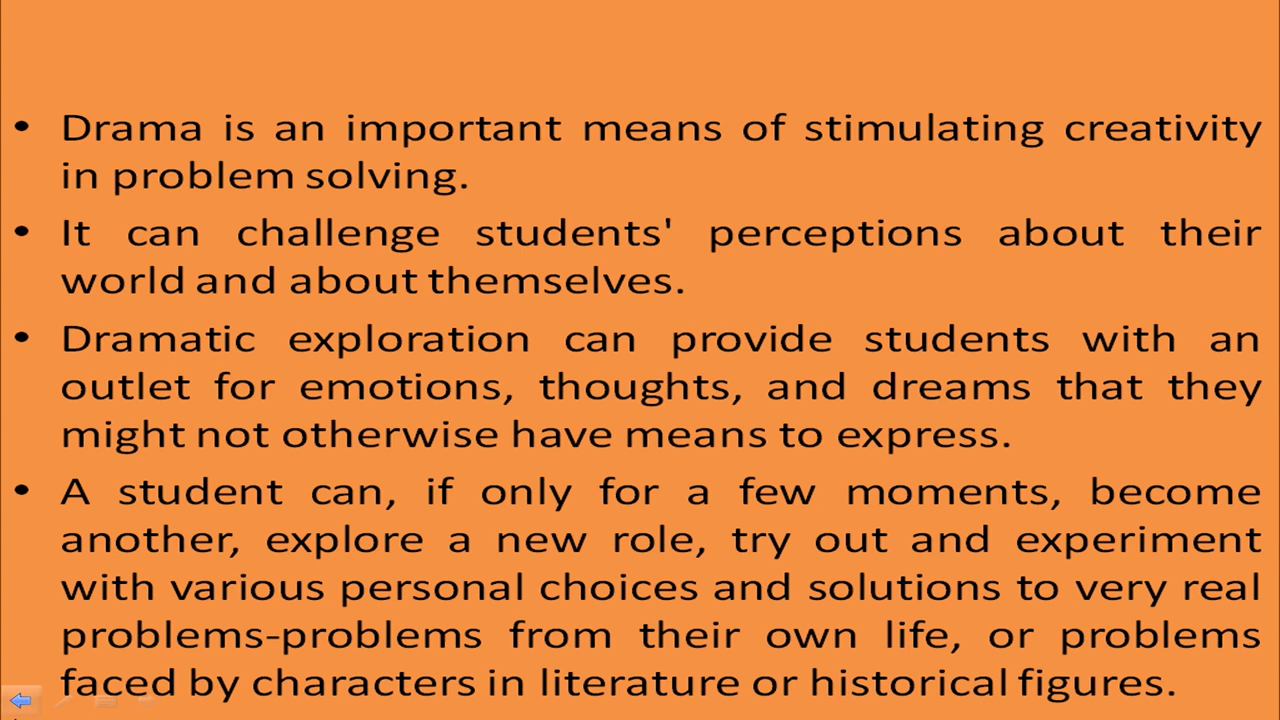 • Drama is an important means of stimulating creativity
in problem solving.
• It can challenge students' perceptions about their
world and about themselves.
• Dramatic exploration can provide students with an
outlet for emotions, thoughts, and dreams that they
might not otherwise have means to express.
• A student can, if only for a few moments, become
another, explore a new role, try out and experiment
with various personal choices and solutions to very real
problems-problems from their own life, or problems
faced by characters in literature or historical figures.